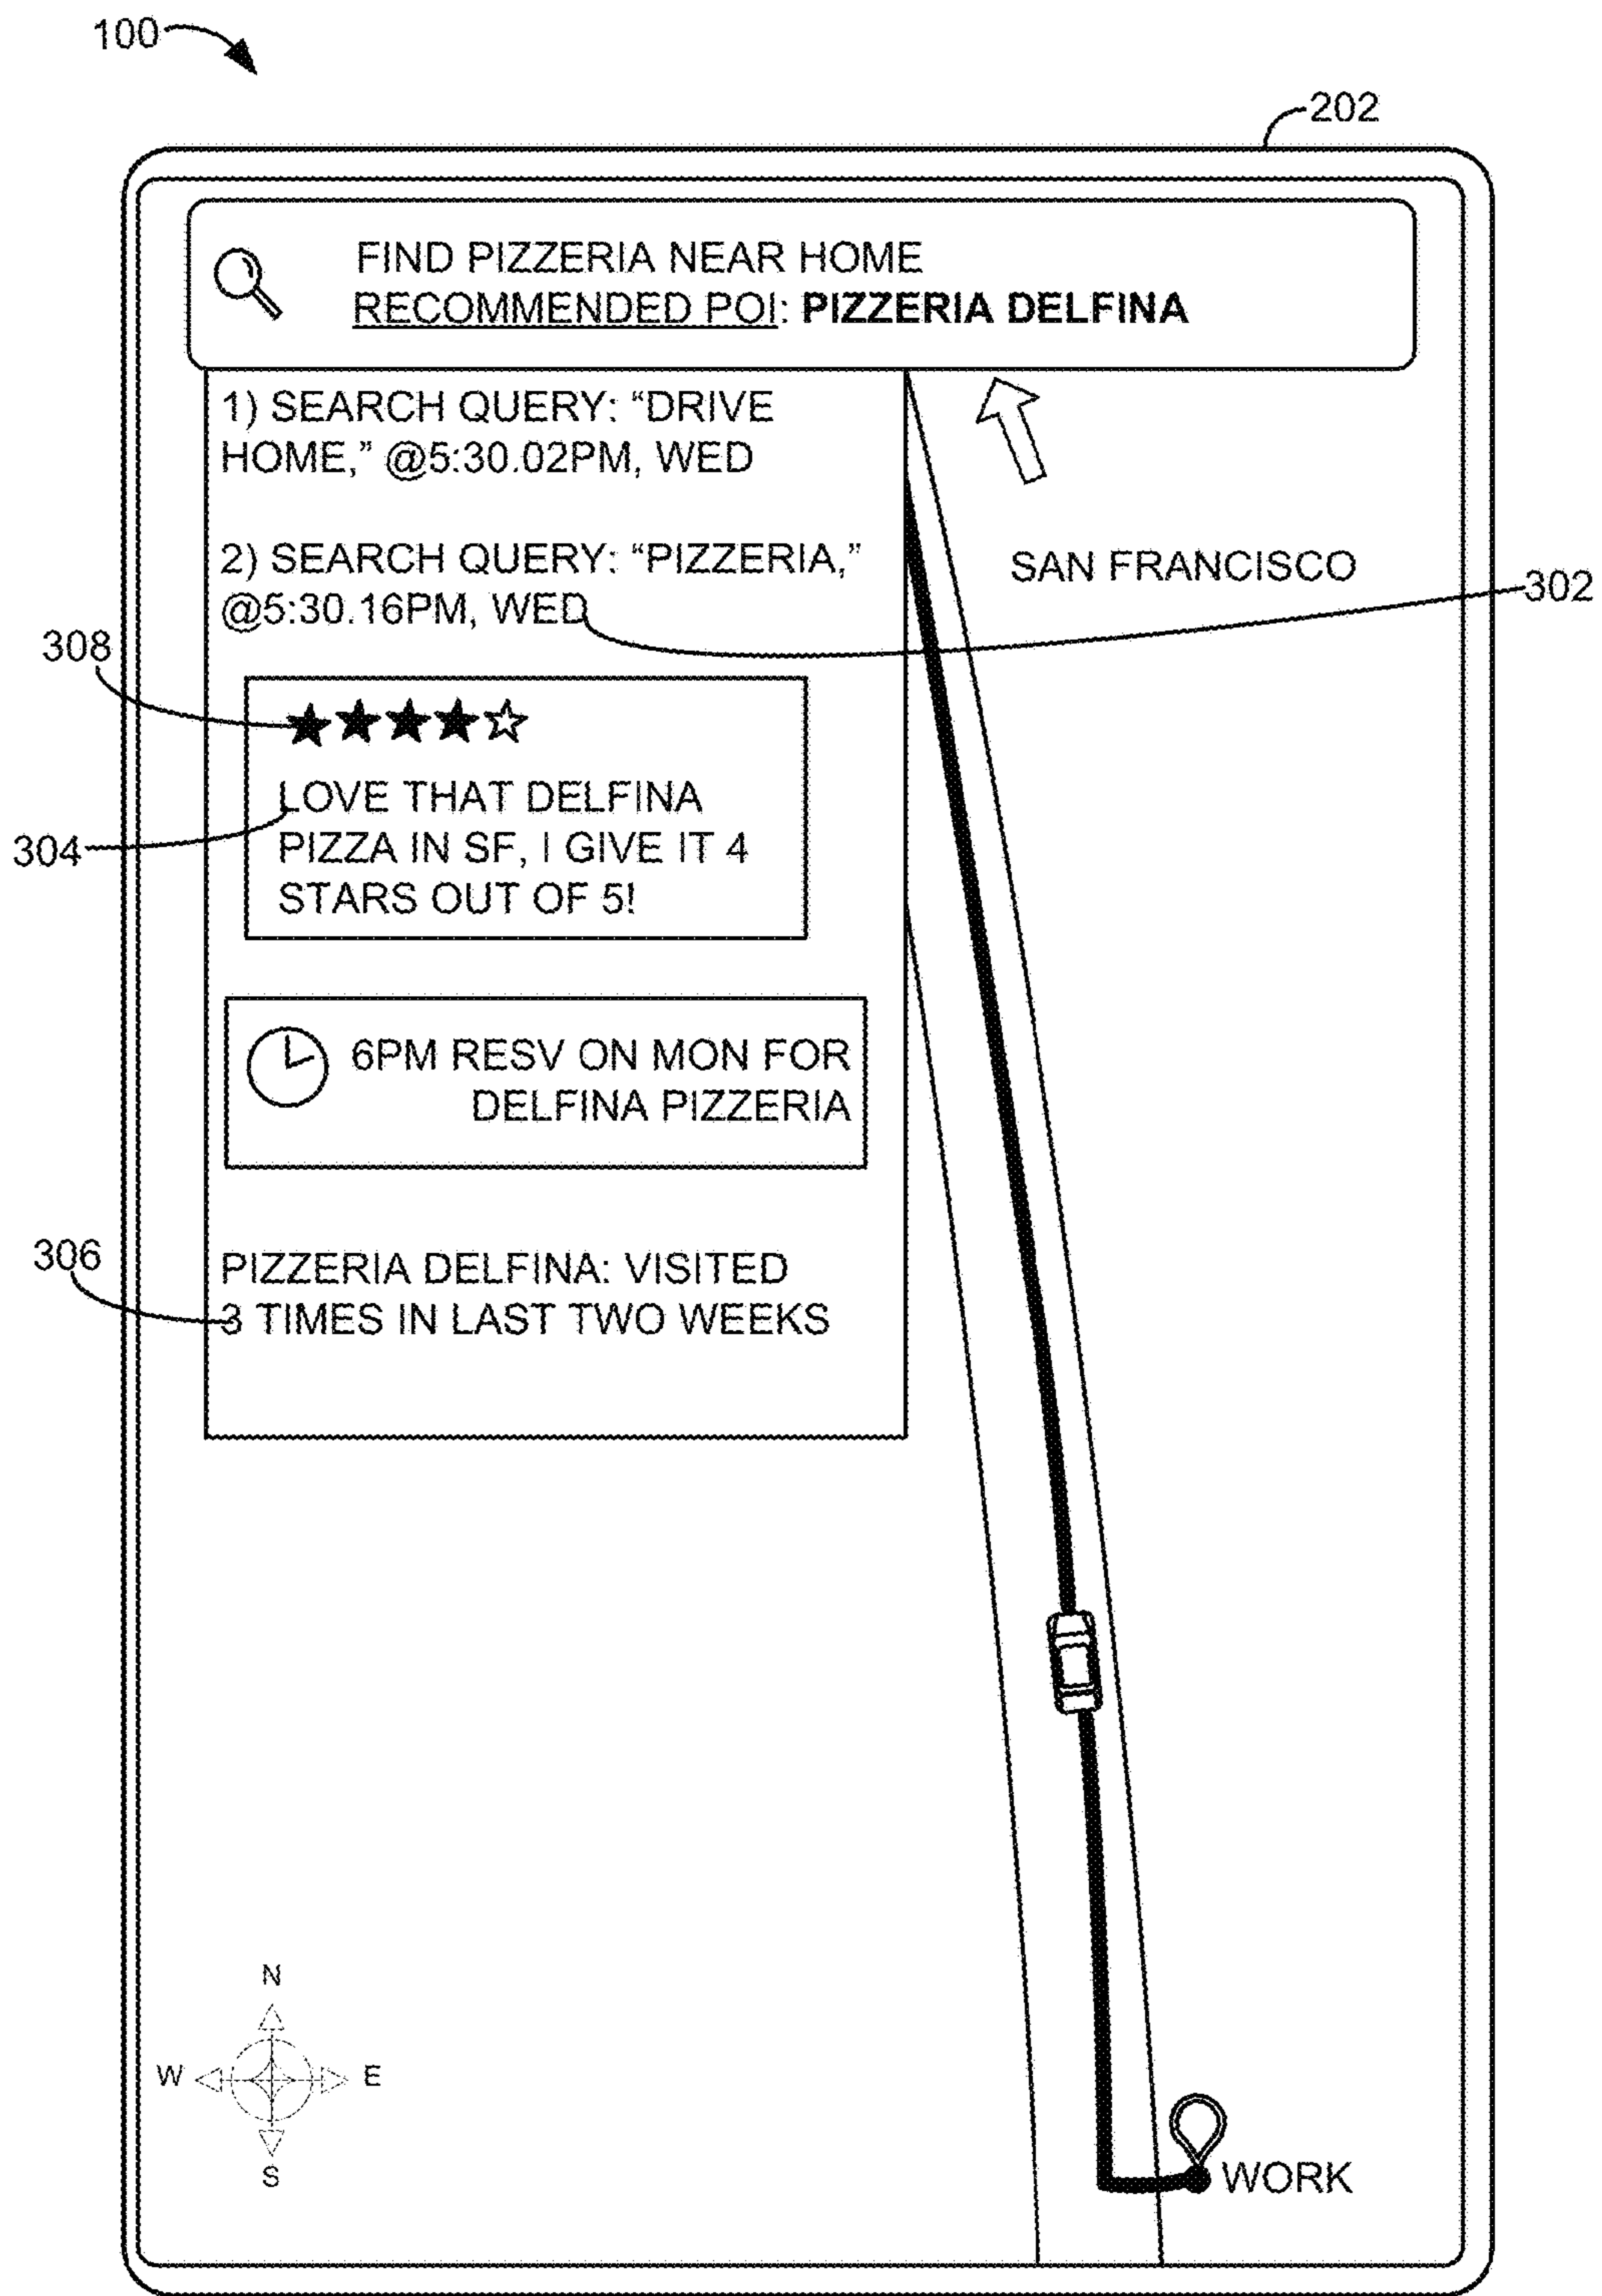 100
202
FIND PIZZERIA NEAR HOME
RECOMMENDED POI: PIZZERIA DELFINA
1) SEARCH QUERY: “DRIVE
HOME,” @5:30.02PM, WED
2) SEARCH QUERY: “PIZZERIA,”
@5:30.16PM, WED
SAN FRANCISCO
302
308
304
LOVE THAT DELFINA
PIZZA IN SF, I GIVE IT 4
STARS OUT OF 5!
6PM RESV ON MON FOR
DELFINA PIZZERIA
306
PIZZERIA DELFINA: VISITED
3 TIMES IN LAST TWO WEEKS
N
W E
S
WORK